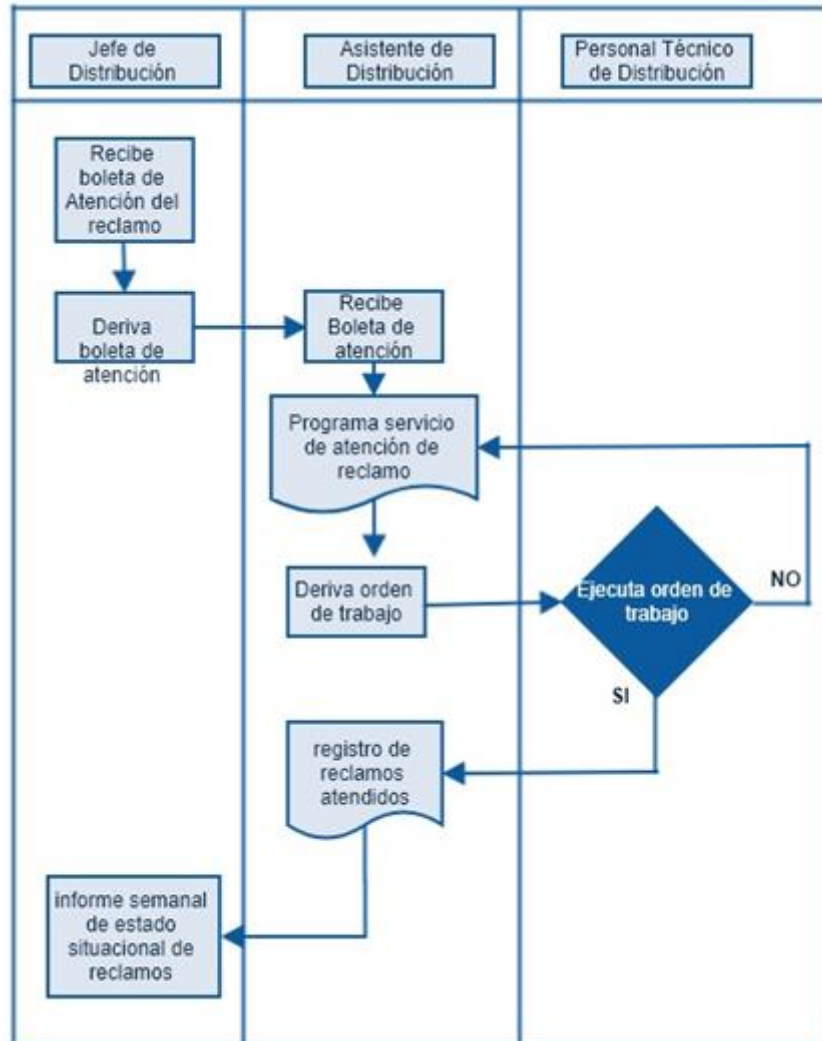 Jefe de
Distribución
Asistente de
Distribución
Personal Técnico
de Distribución
Recibe
boleta de
Atención del
reclamo
Deriva
boleta de
atención
Recibe
Boleta de
atención
Programa servicio
de atención de
reclamo
Deriva orden
de trabajo
Ejecuta orden de
trabajo
NO
SI
registro de
reclamos
atendidos
informe semanal
de estado
situacional de
reclamos